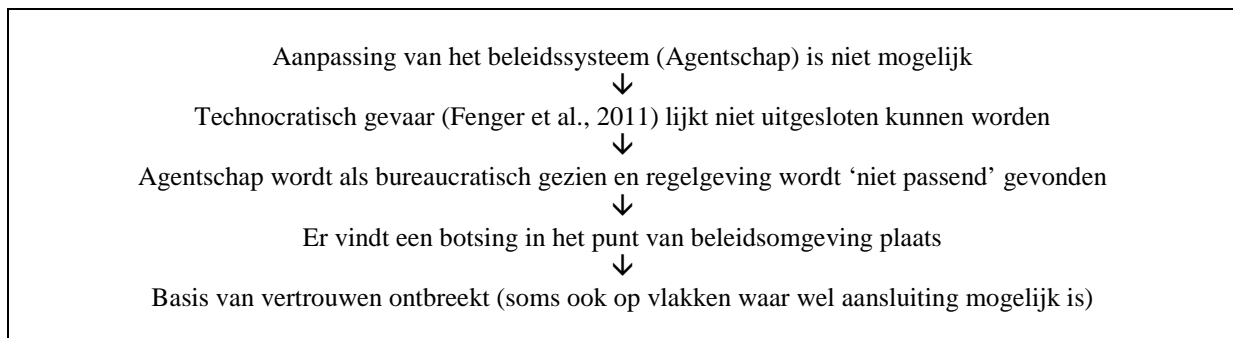 Aanpassing van het beleidssysteem (Agentschap) is niet mogelijk
↓
Technocratisch gevaar (Fenger et al., 2011) lijkt niet uitgesloten kunnen worden
↓
Agentschap wordt als bureaucratisch gezien en regelgeving wordt ‘niet passend’ gevonden
↓
Er vindt een botsing in het punt van beleidsomgeving plaats
↓
Basis van vertrouwen ontbreekt (soms ook op vlakken waar wel aansluiting mogelijk is)